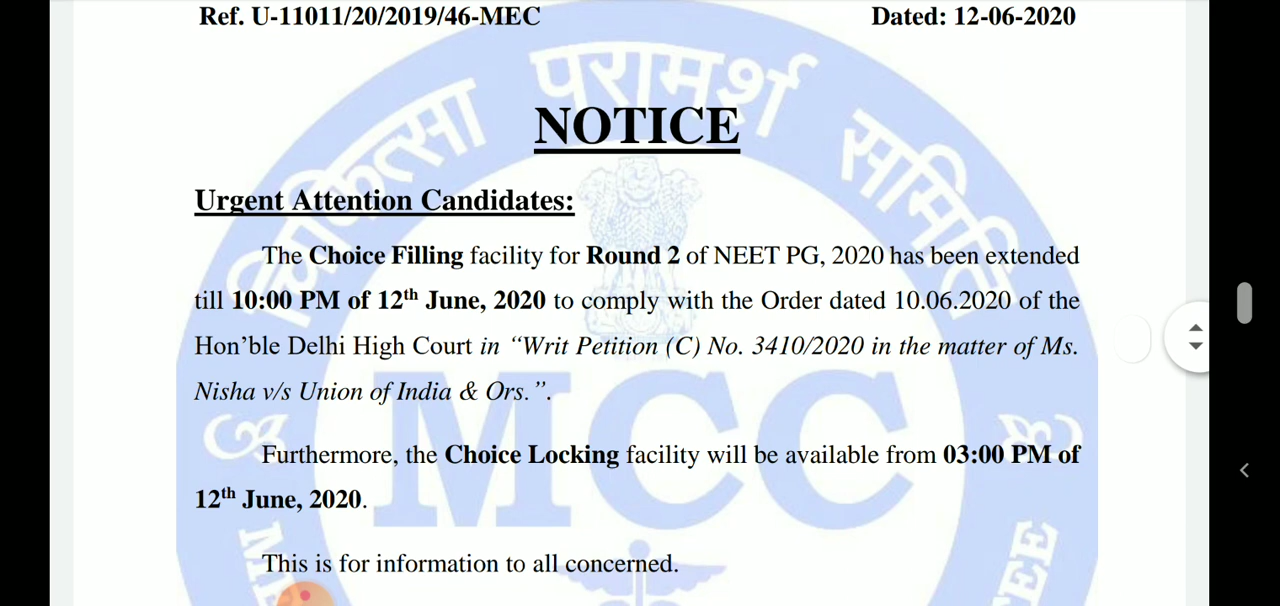 Ref. U-11011/20/2019/46-MEC Dated: 12-06-2020
चिकित्सा परामर्श समिति
NOTICE
Urgent Attention Candidates:
The Choice Filling facility for Round 2 of NEET PG, 2020 has been extended
till 10:00 PM of 12th June, 2020 to comply with the Order dated 10.06.2020 of the
Hon’ble Delhi High Court in “Writ Petition (C) No. 3410/2020 in the matter of Ms.
Nisha v/s Union of India & Ors.”.
MCC
Furthermore, the Choice Locking facility will be available from 03:00 PM of
12th June, 2020.
This is for information to all concerned.